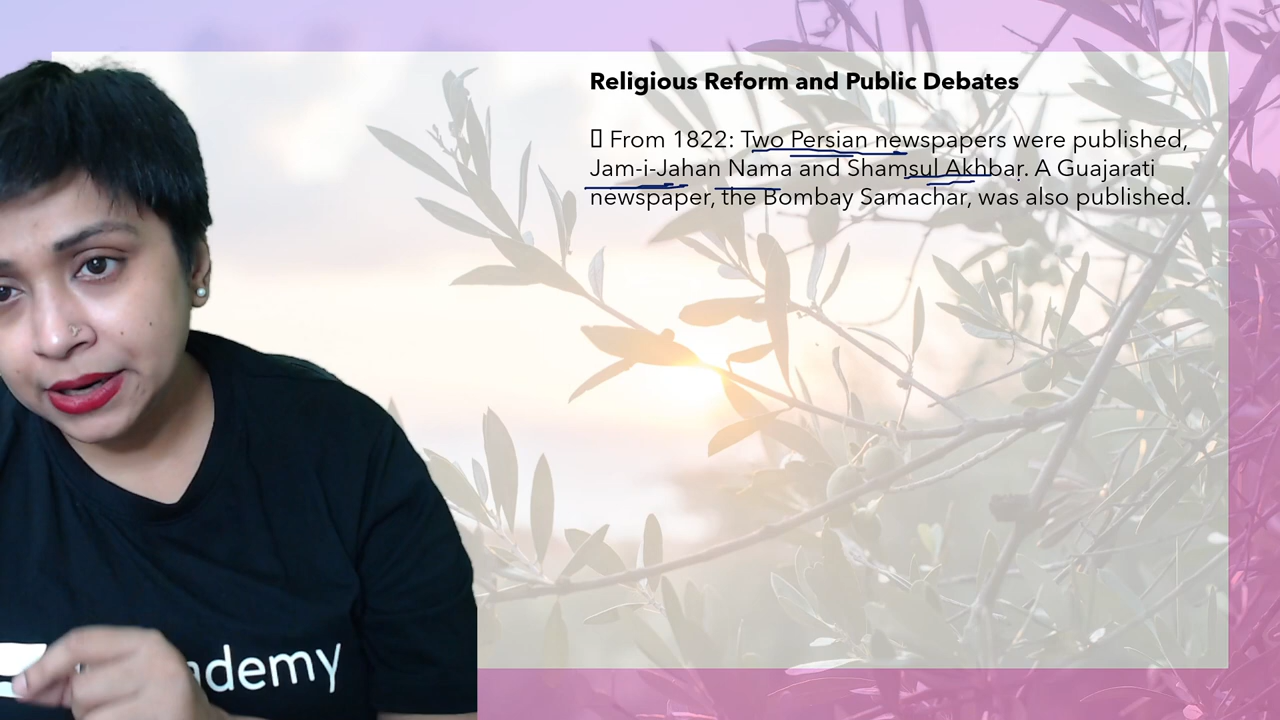 Religious Reform and Public Debates
From 1822: Two Persian newspapers were published,
Jam-i-Jahan Nama and Shamsul Akhbar. A Guajarati
newspaper, the Bombay Samachar, was also published.
ademy